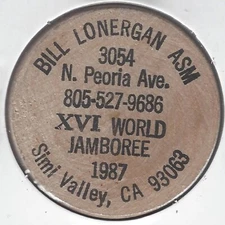 BILL LONERGAN ASM
3054
N. Peoria Ave.
805-527-9686
XVI WORLD
JAMBOREE
1987
Simi Valley, CA 93063